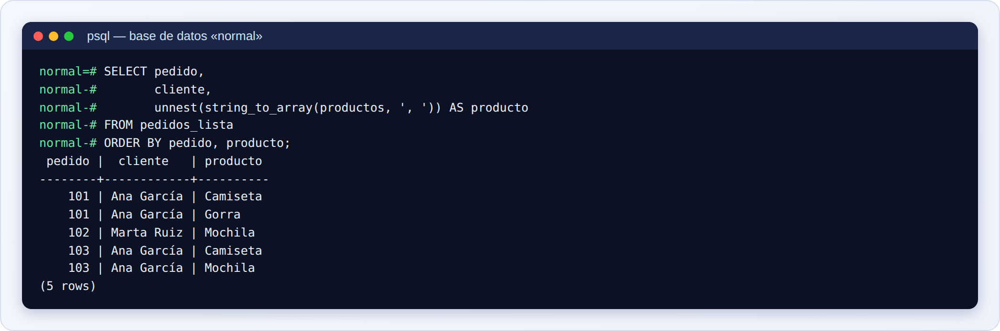 psql — base de datos «normal»
normal=# SELECT pedido,
normal-#        cliente,
normal-#        unnest(string_to_array(productos, ', ')) AS producto
normal-# FROM pedidos_lista
normal-# ORDER BY pedido, producto;
 pedido |  cliente   | producto
--------+------------+----------
    101 | Ana García | Camiseta
    101 | Ana García | Gorra
    102 | Marta Ruiz | Mochila
    103 | Ana García | Camiseta
    103 | Ana García | Mochila
(5 rows)